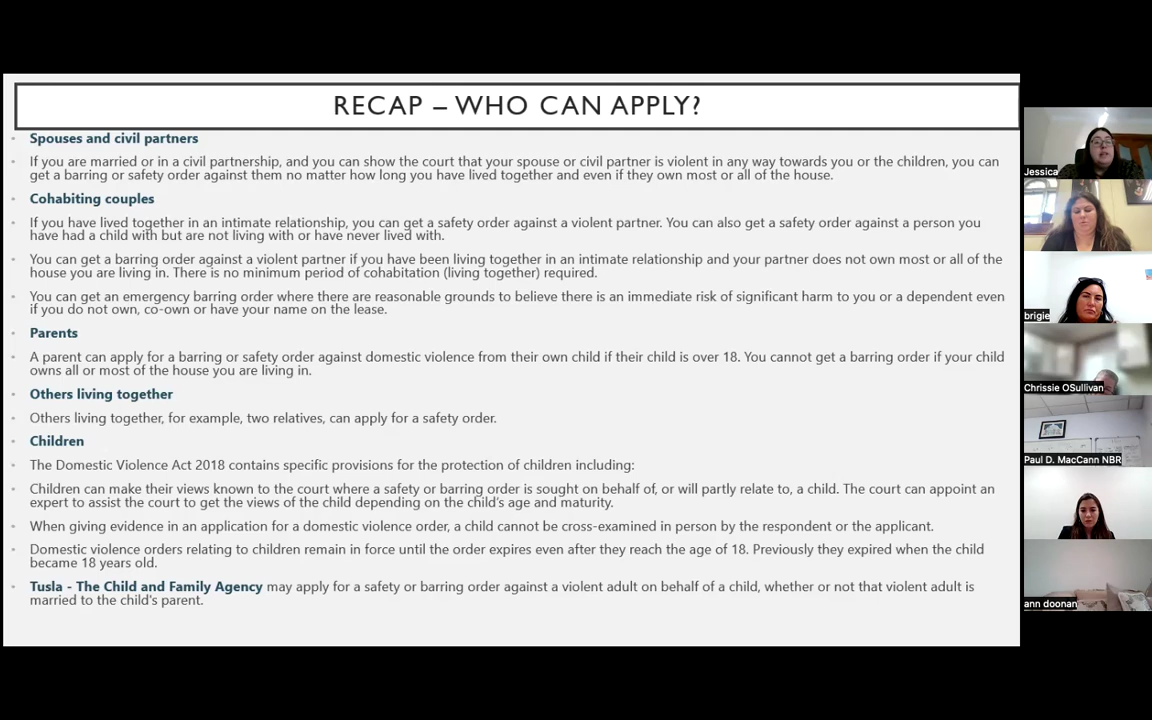 RECAP – WHO CAN APPLY?
Spouses and civil partners
If you are married or in a civil partnership, and you can show the court that your spouse or civil partner is violent in any way towards you or the children, you can
get a barring or safety order against them no matter how long you have lived together and even if they own most or all of the house.
Cohabiting couples
If you have lived together in an intimate relationship, you can get a safety order against a violent partner. You can also get a safety order against a person you
have had a child with but are not living with or have never lived with.
You can get a barring order against a violent partner if you have been living together in an intimate relationship and your partner does not own most or all of the
house you are living in. There is no minimum period of cohabitation (living together) required.
You can get an emergency barring order where there are reasonable grounds to believe there is an immediate risk of significant harm to you or a dependent even
if you do not own, co-own or have your name on the lease.
Parents
A parent can apply for a barring or safety order against domestic violence from their own child if their child is over 18. You cannot get a barring order if your child
owns all or most of the house you are living in.
Others living together
Others living together, for example, two relatives, can apply for a safety order.
Children
The Domestic Violence Act 2018 contains specific provisions for the protection of children including:
Children can make their views known to the court where a safety or barring order is sought on behalf of, or will partly relate to, a child. The court can appoint an
expert to assist the court to get the views of the child depending on the child's age and maturity.
When giving evidence in an application for a domestic violence order, a child cannot be cross-examined in person by the respondent or the applicant.
Domestic violence orders relating to children remain in force until the order expires even after they reach the age of 18. Previously they expired when the child
became 18 years old.
Tusla - The Child and Family Agency may apply for a safety or barring order against a violent adult on behalf of a child, whether or not that violent adult is
married to the child's parent.
Jessica
brigie
Chrissie OSullivan
Paul D. MacCann NBR
ann doonan